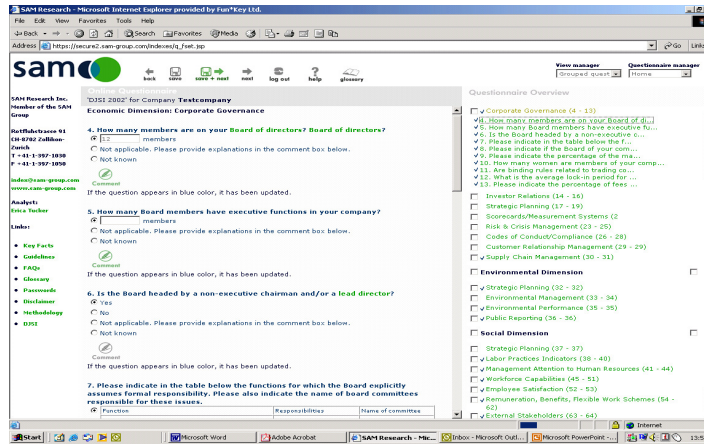 SAM Research - Microsoft Internet Explorer provided by Fun*Key Ltd.
File Edit View Favorites Tools Help
Back Search Favorites Media
Address https://secure2.sam-group.com/indexes/q_fset.jsp Go Links
sam
back save save + next next log out help glossary
View manager Questionnaire manager
Grouped quest Home
SAM Research Inc.
Member of the SAM
Group
Zollikon-
Zurich
T +41-1-397-1030
F +41-1-397-1050
index@sam-group.com
www.sam-group.com
Analyst:
Erica Tucker
Links:
Key Facts
Guidelines
FAQs
Glossary
Passwords
Disclaimer
Methodology
DJSI
Online Questionnaire
'DJSI 2002' for Company Testcompany
Economic Dimension: Corporate Governance
4. How many members are on your Board of directors? Board of directors?
12 members
Not applicable. Please provide explanations in the comment box below.
Not known
Comment
If the question appears in blue color, it has been updated.
5. How many Board members have executive functions in your company?
members
Not applicable. Please provide explanations in the comment box below.
Not known
Comment
If the question appears in blue color, it has been updated.
6. Is the Board headed by a non-executive chairman and/or a lead director?
Yes
No
Not applicable. Please provide explanations in the comment box below.
Not known
Comment
If the question appears in blue color, it has been updated.
7. Please indicate in the table below the functions for which the Board explicitly
assumes formal responsibility. Please also indicate the name of board committees
responsible for these issues.
Function Responsibilities Name of committee
Questionnaire Overview
Corporate Governance (4 - 13)
4. How many members are on your Board of di...
5. How many Board members have executive fu...
6. Is the Board headed by a non-executive c...
7. Please indicate in the table below the f...
8. Please indicate if the Board of your com...
9. Please indicate the percentage of the ma...
10. How many women are members of your comp...
11. Are binding rules related to trading co...
12. What is the average lock-in period for ...
13. Please indicate the percentage of fees ...
Investor Relations (14 - 16)
Strategic Planning (17 - 19)
Scorecards/Measurement Systems (2
Risk & Crisis Management (23 - 25)
Codes of Conduct/Compliance (26 - 28)
Customer Relationship Management (29 - 29)
Supply Chain Management (30 - 31)
Environmental Dimension
Strategic Planning (32 - 32)
Environmental Management (33 - 34)
Environmental Performance (35 - 35)
Public Reporting (36 - 36)
Social Dimension
Strategic Planning (37 - 37)
Labor Practices Indicators (38 - 40)
Management Attention to Human Resources (41 - 44)
Workforce Capabilities (45 - 51)
Employee Satisfaction (52 - 53)
Remuneration, Benefits, Flexible Work Schemes (54 -
62)
External Stakeholders (63 - 64)
Internet
Start Microsoft Word Adobe Acrobat SAM Research - Mic... Inbox - Microsoft Outl... Microsoft PowerPoint - ...